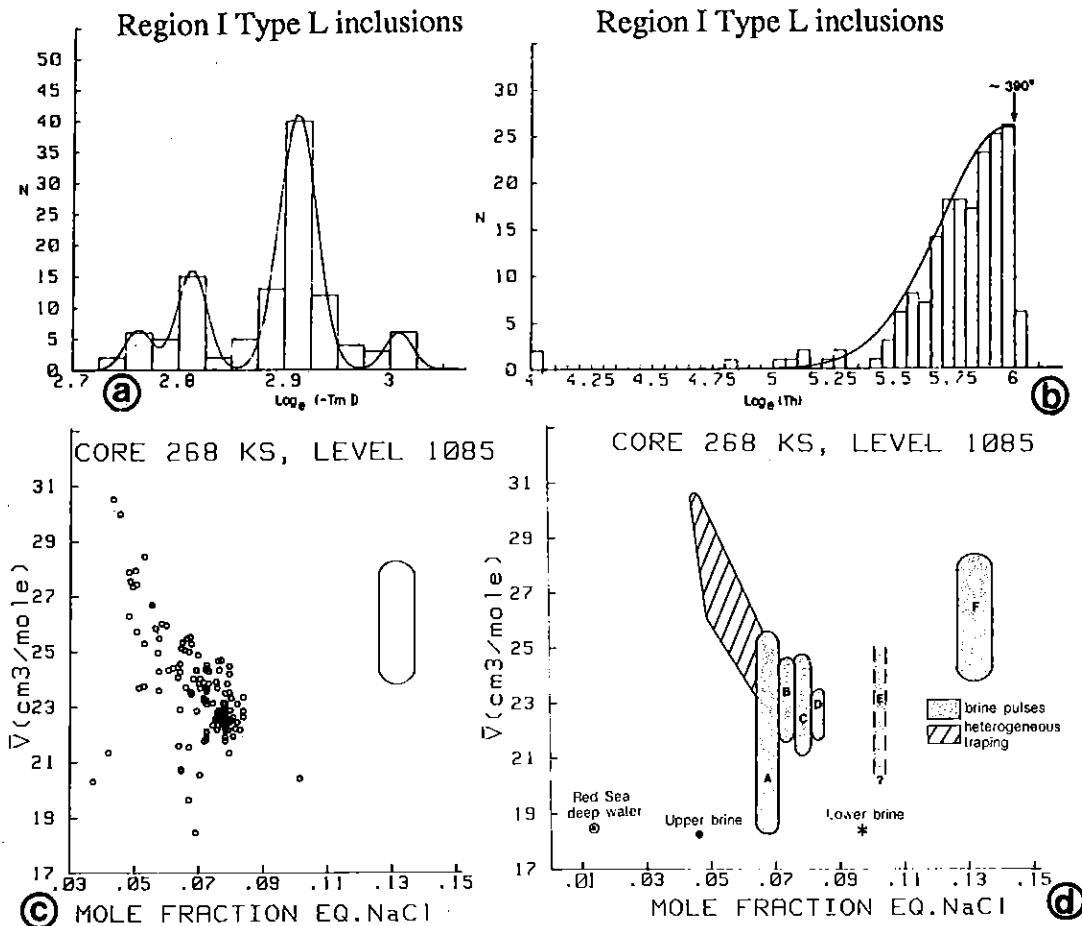 Region I Type L inclusions
50
45
40
35
30
25
20
15
10
5
0
N
2.7
2.8
2.9
3
Log e (-Tm I)
a
Region I Type L inclusions
30
25
20
15
10
5
0
N
~ 390°
4
4.25
4.5
4.75
5
5.25
5.5
5.75
6
Log e (Th)
b
CORE 268 KS, LEVEL 1085
31
29
27
25
23
21
19
17
V̅(cm3/mole)
.03
.05
.07
.09
.11
.13
.15
c
MOLE FRACTION EQ.NaCl
CORE 268 KS, LEVEL 1085
31
29
27
25
23
21
19
17
V̅(cm3/mole)
A
B
C
D
E
?
F
brine pulses
heterogeneous
traping
Red Sea
deep water
Upper brine
Lower brine
.01
.03
.05
.07
.09
.11
.13
.15
MOLE FRACTION EQ.NaCl
d